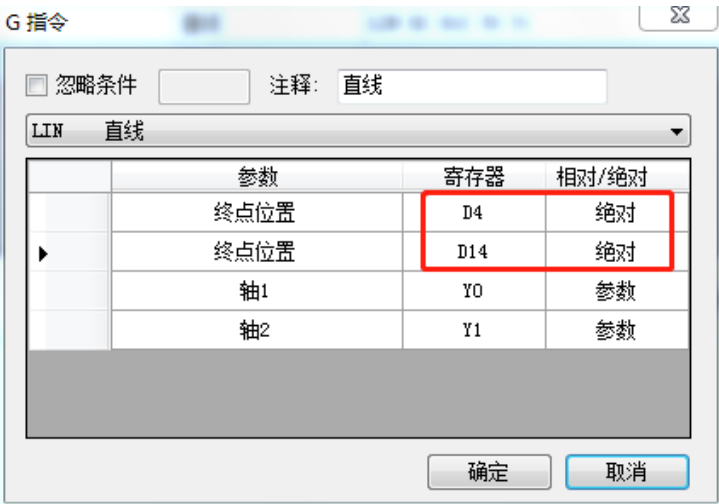 G 指令
忽略条件 注释: 直线
LIN 直线
参数 寄存器 相对/绝对
终点位置 D4 绝对
终点位置 D14 绝对
轴1 Y0 参数
轴2 Y1 参数
确定 取消